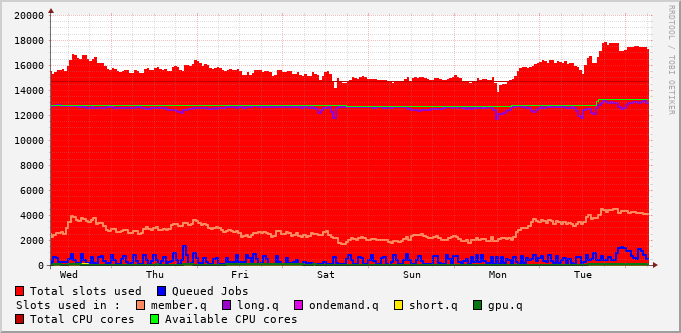 20000
18000
16000
14000
12000
10000
8000
6000
4000
2000
0
Wed Thu Fri Sat Sun Mon Tue
RRDTOOL / TOBI OETIKER
Total slots used Queued Jobs
Slots used in : member.q long.q ondemand.q short.q gpu.q
Total CPU cores Available CPU cores